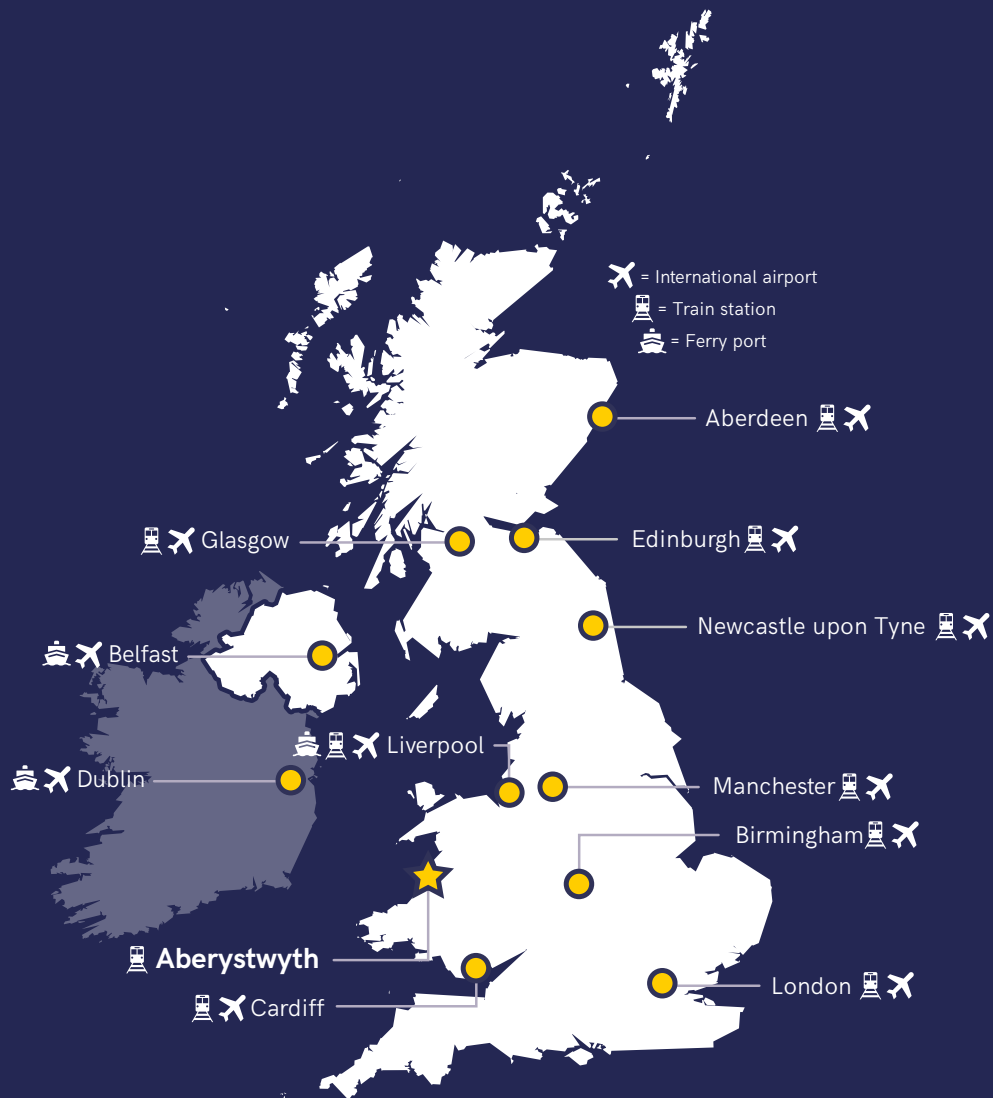 = International airport
= Train station
= Ferry port
Aberdeen
Glasgow
Edinburgh
Newcastle upon Tyne
Belfast
Liverpool
Dublin
Manchester
Birmingham
Aberystwyth
London
Cardiff